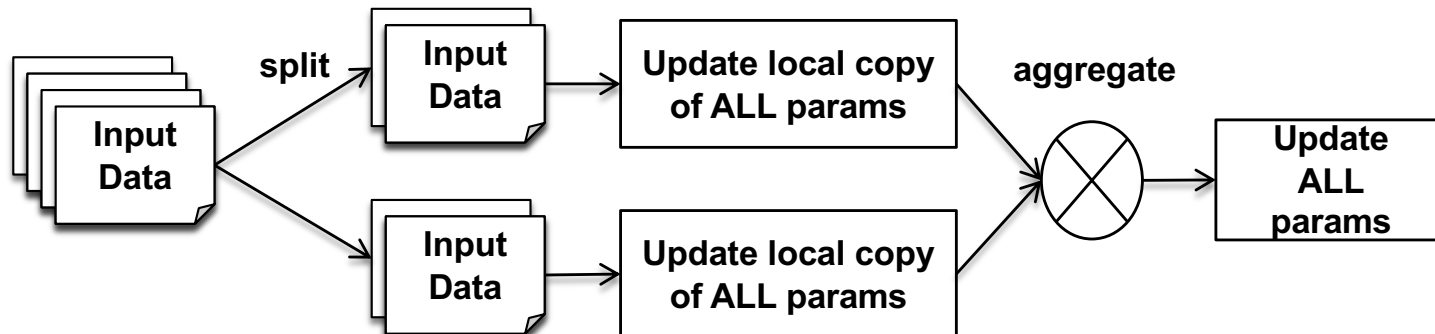 Input
Data
split
Input
Data
Update local copy
of ALL params
Input
Data
Update local copy
of ALL params
aggregate
Update
ALL
params